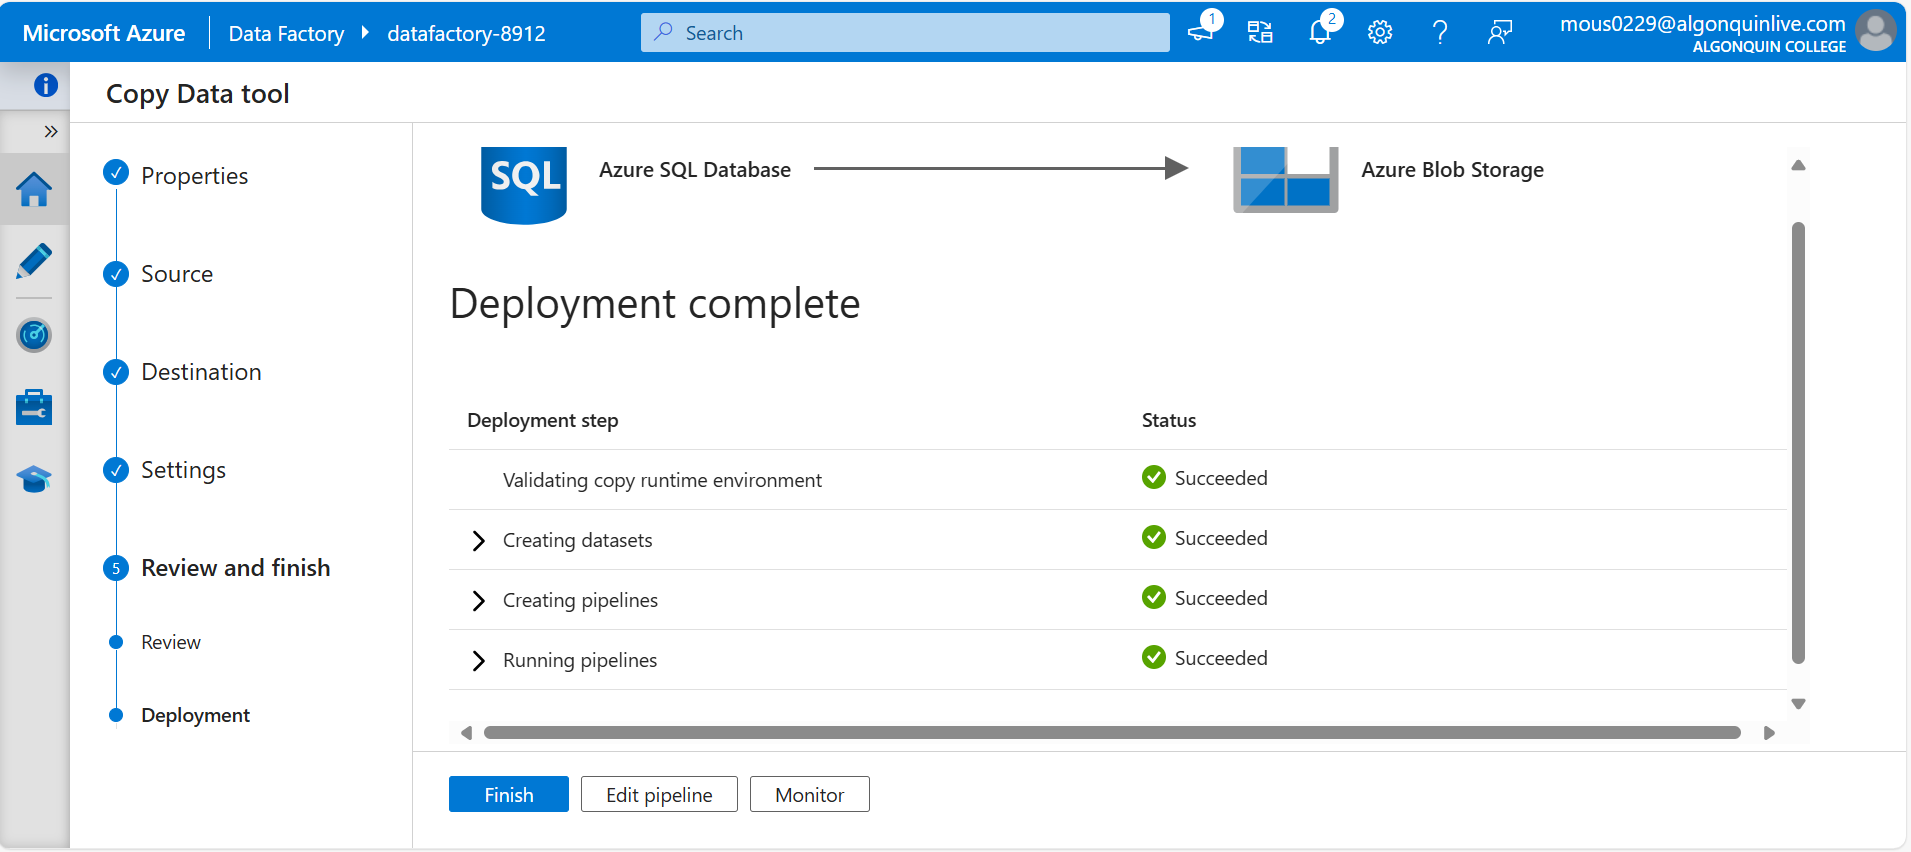 Microsoft Azure Data Factory datafactory-8912 Search 1 2 mous0229@algonquinlive.com
ALGONQUIN COLLEGE
Copy Data tool
Properties
Source
Destination
Settings
5 Review and finish
Review
Deployment
SQL Azure SQL Database Azure Blob Storage
Deployment complete
Deployment step Status
Validating copy runtime environment Succeeded
Creating datasets Succeeded
Creating pipelines Succeeded
Running pipelines Succeeded
Finish Edit pipeline Monitor